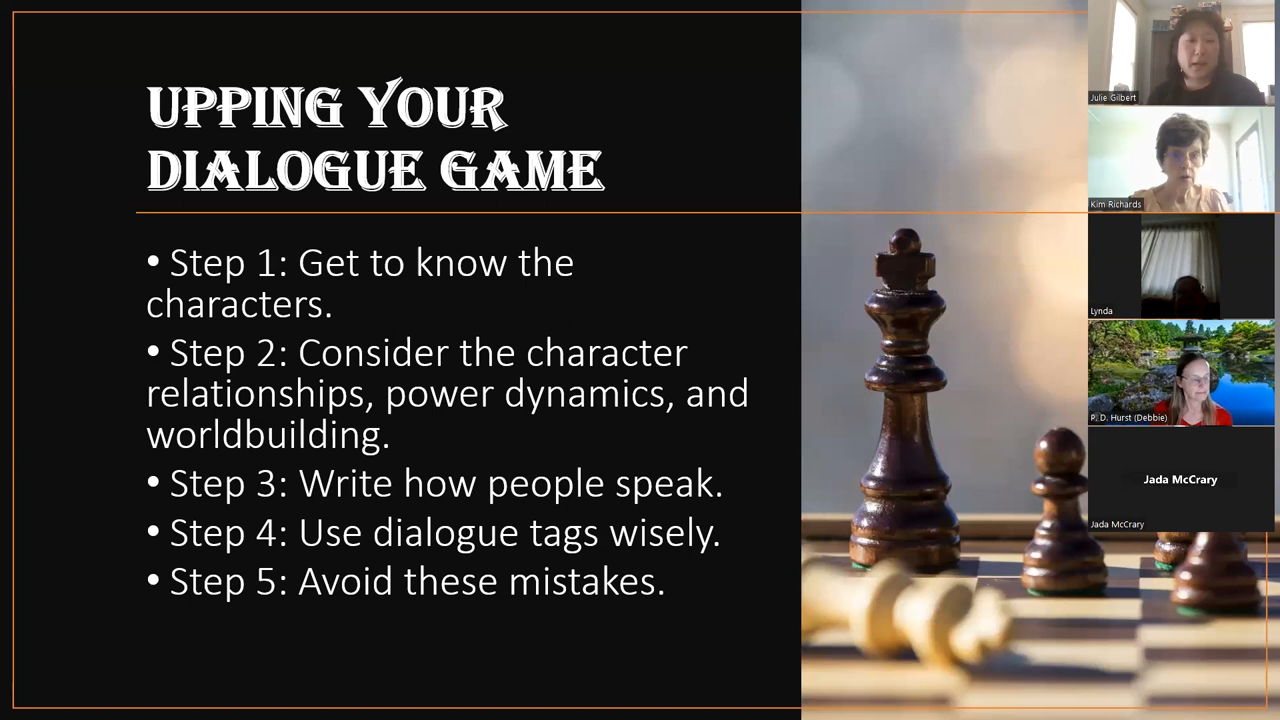 UPPING YOUR
DIALOGUE GAME
• Step 1: Get to know the
characters.
• Step 2: Consider the character
relationships, power dynamics, and
worldbuilding.
• Step 3: Write how people speak.
• Step 4: Use dialogue tags wisely.
• Step 5: Avoid these mistakes.
Julie Gilbert
Kim Richards
Lynda
P. D. Hurst (Debbie)
Jada McCrary
Jada McCrary